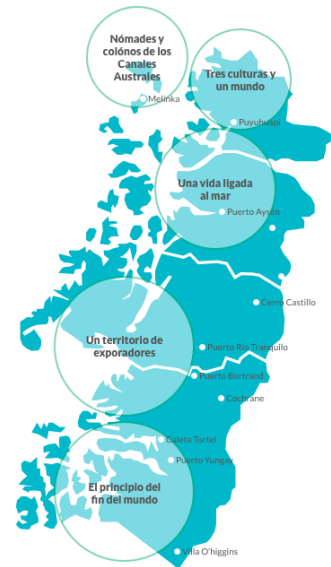 Nómades y
colónos de los
Canales
Australes
Melinka
Tres culturas y
un mundo
Puyuhuapi
Una vida ligada
al mar
Puerto Aysén
Cerro Castillo
Un territorio de
exporadores
Puerto Río Tranquilo
Puerto Bertrand
Cochrane
Caleta Tortel
Puerto Yungay
El principio del
fin del mundo
Villa O'higgins